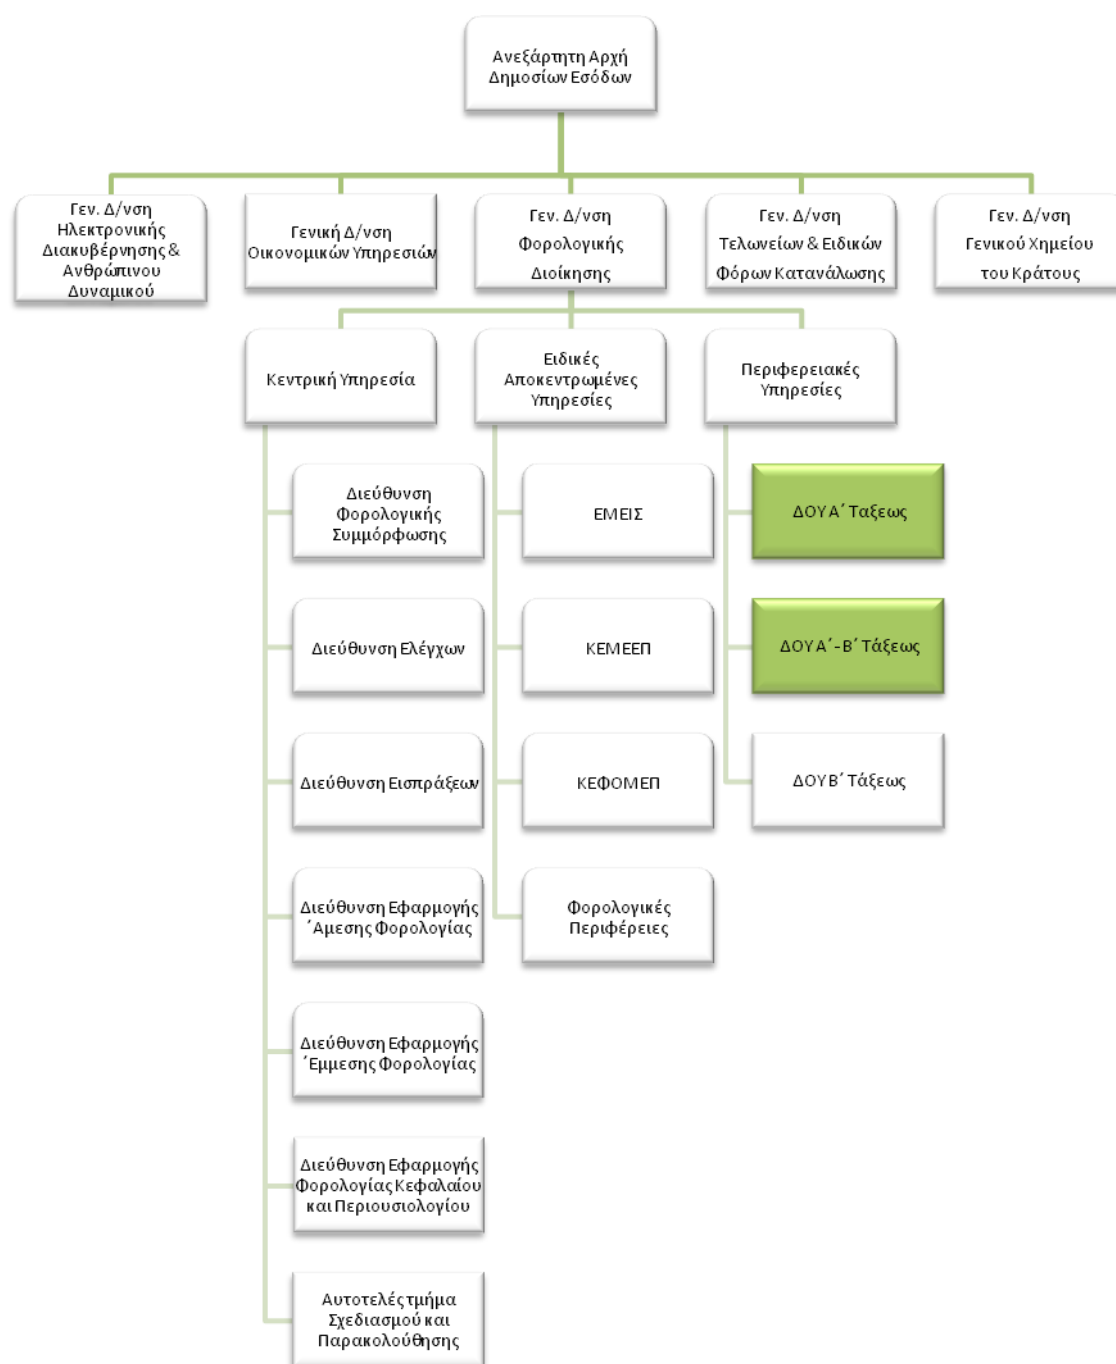 Ανεξάρτητη Αρχή
Δημοσίων Εσόδων
Γεν. Δ/νση
Ηλεκτρονικής
Διακυβέρνησης &
Ανθρώπινου
Δυναμικού
Γενική Δ/νση
Οικονομικών Υπηρεσιών
Γεν. Δ/νση
Φορολογικής
Διοίκησης
Γεν. Δ/νση
Τελωνείων & Ειδικών
Φόρων Κατανάλωσης
Γεν. Δ/νση
Γενικού Χημείου
του Κράτους
Κεντρική Υπηρεσία
Ειδικές
Αποκεντρωμένες
Υπηρεσίες
Περιφερειακές
Υπηρεσίες
Διεύθυνση
Φορολογικής
Συμμόρφωσης
Διεύθυνση Ελέγχων
Διεύθυνση Εισπράξεων
Διεύθυνση Εφαρμογής
΄Αμεσης Φορολογίας
Διεύθυνση Εφαρμογής
΄Εμμεσης Φορολογίας
Διεύθυνση Εφαρμογής
Φορολογίας Κεφαλαίου
και Περιουσιολογίου
Αυτοτελές τμήμα
Σχεδιασμού και
Παρακολούθησης
ΕΜΕΙΣ
ΚΕΜΕΕΠ
ΚΕΦΟΜΕΠ
Φορολογικές
Περιφέρειες
ΔΟΥ Α΄ Ταξεως
ΔΟΥ Α΄ - Β΄ Τάξεως
ΔΟΥ Β΄ Τάξεως